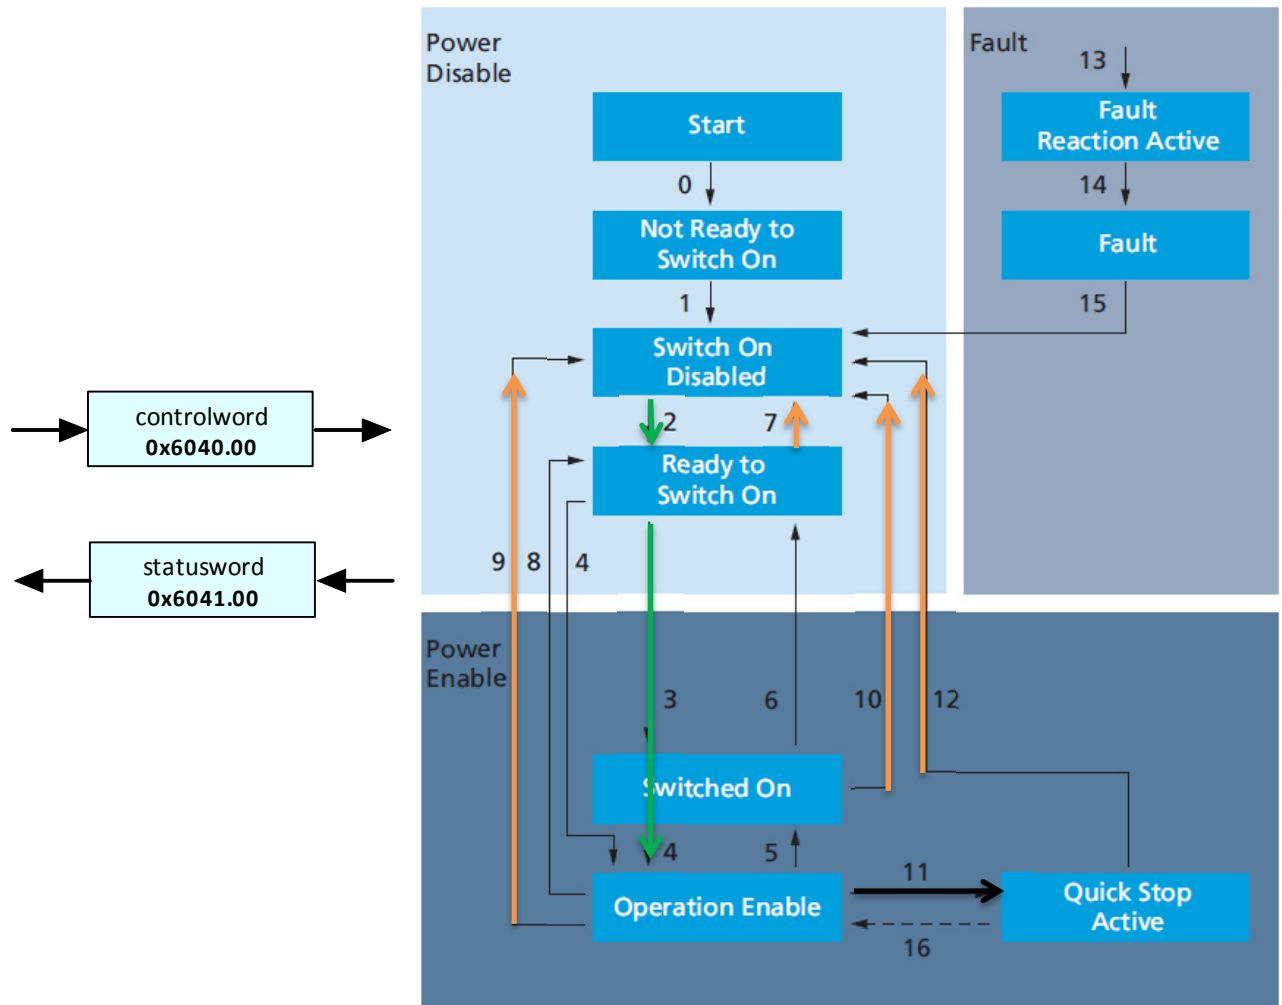 Power
Disable
Fault
13
Start
Fault
Reaction Active
0
14
Not Ready to
Switch On
Fault
1
15
Switch On
Disabled
controlword
0x6040.00
2
7
Ready to
Switch On
statusword
0x6041.00
9
8
4
Power
Enable
3
6
10
12
Switched On
4
5
11
Operation Enable
Quick Stop
Active
16